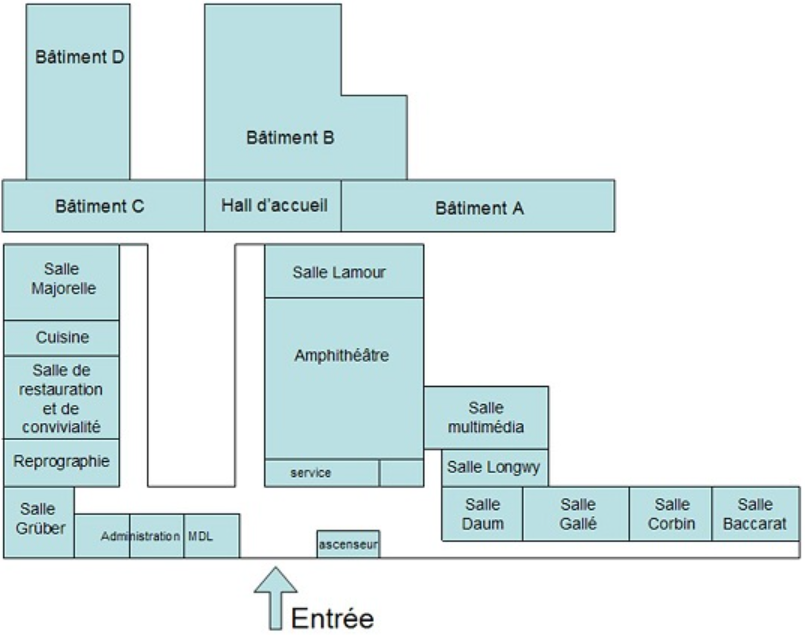 Bâtiment D
Bâtiment B
Bâtiment C
Hall d'accueil
Bâtiment A
Salle
Majorelle
Salle Lamour
Cuisine
Amphithéâtre
Salle de
restauration
et de
convivialité
Salle
multimédia
Reprographie
service
Salle Longwy
Salle
Grüber
Salle
Daum
Salle
Gallé
Salle
Corbin
Salle
Baccarat
Administration
MDL
ascenseur
Entrée